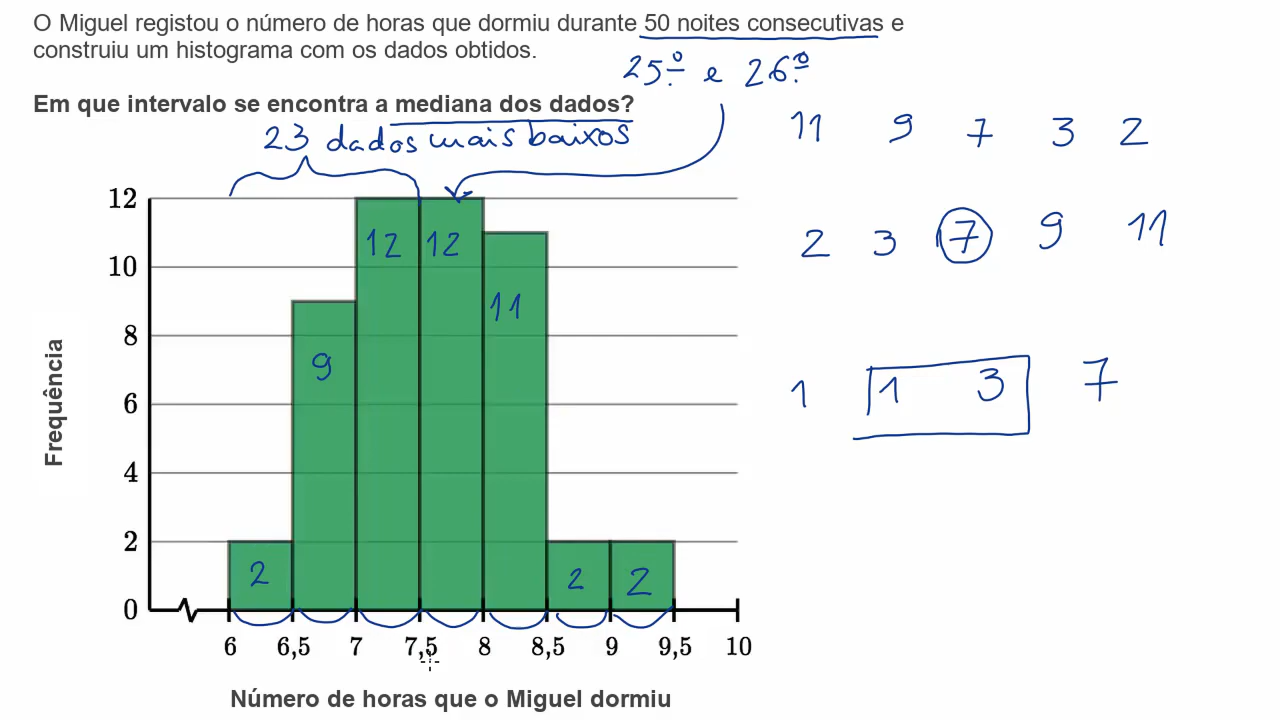 O Miguel registou o número de horas que dormiu durante 50 noites consecutivas e
construiu um histograma com os dados obtidos.
25.º e 26.º
Em que intervalo se encontra a mediana dos dados?
23 dados mais baixos
11 9 7 3 2
2 3 7 9 11
1 1 3 7
12
10
8
6
4
2
0
2
9
12
12
11
2
2
6 6,5 7 7,5 8 8,5 9 9,5 10
Frequência
Número de horas que o Miguel dormiu